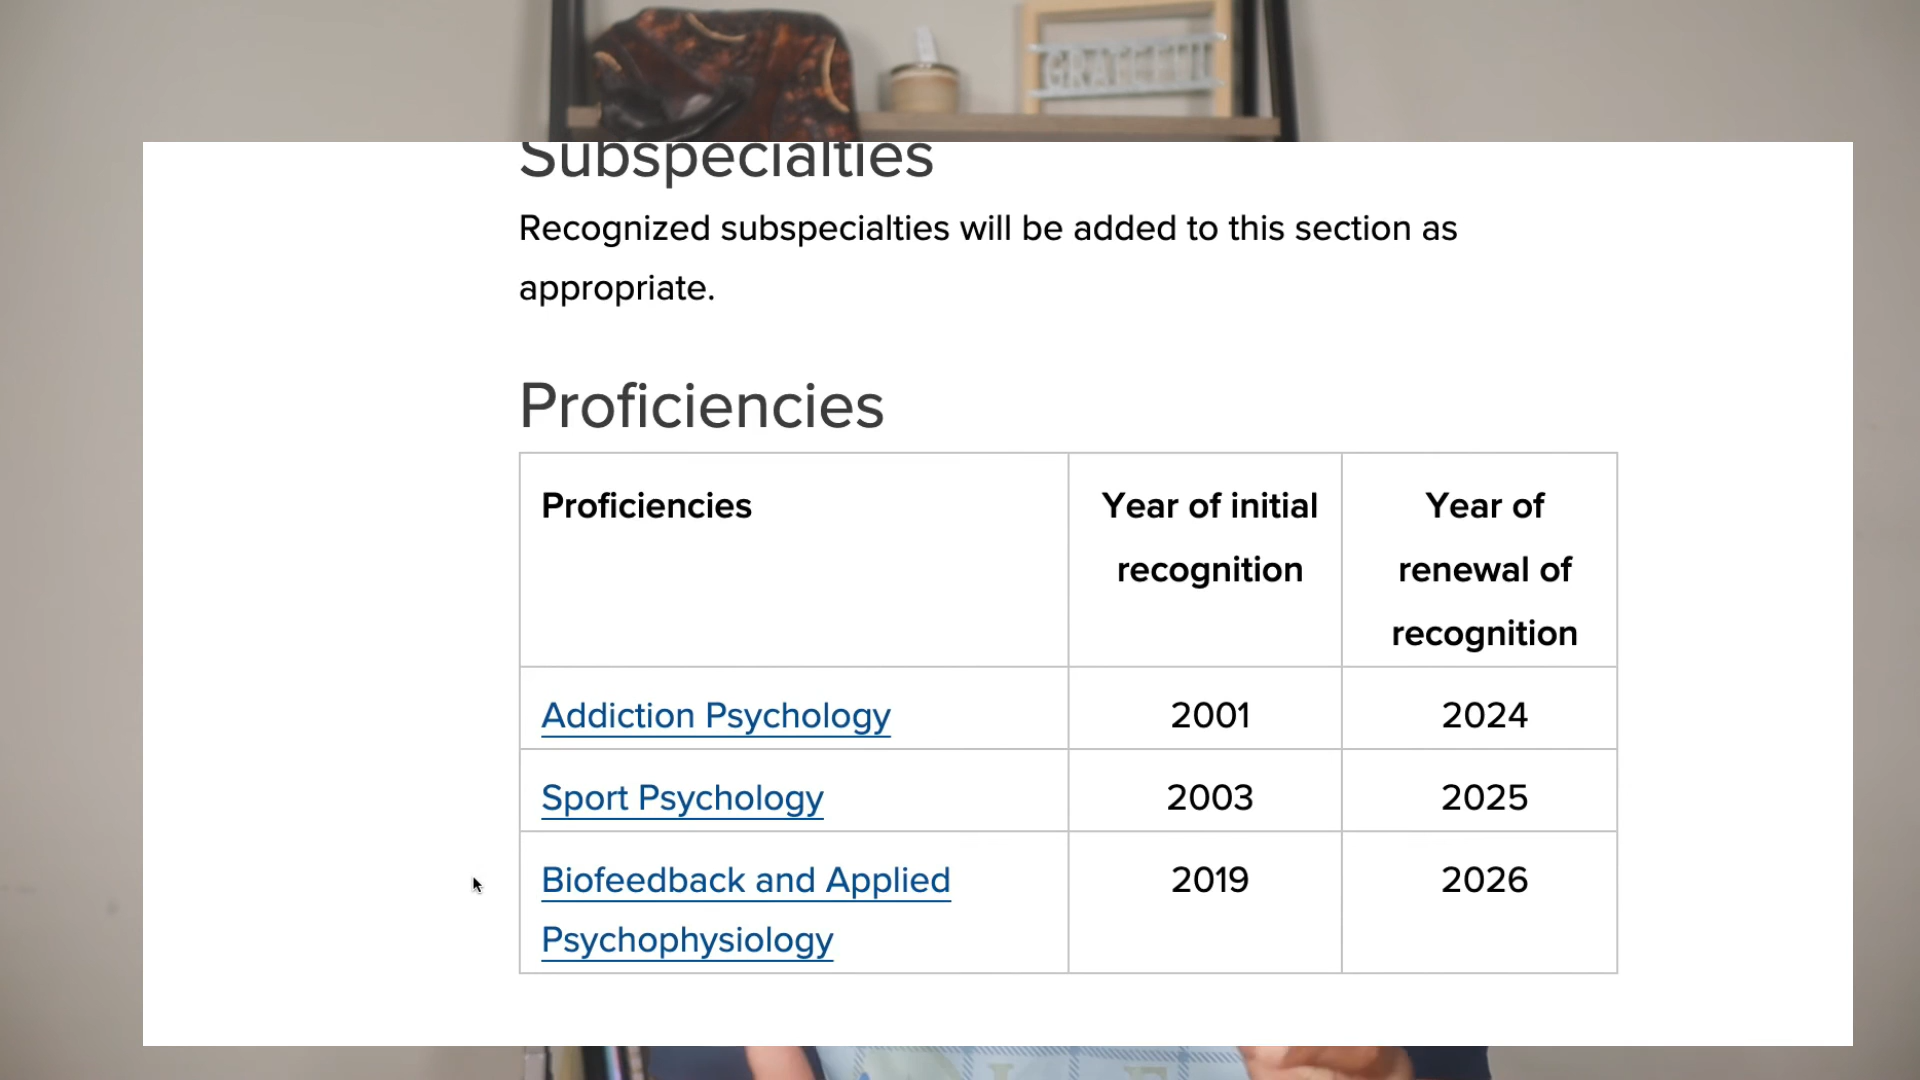 GRATEFUL
Subspecialties
Recognized subspecialties will be added to this section as
appropriate.
Proficiencies
Proficiencies
Year of initial
recognition
Year of
renewal of
recognition
Addiction Psychology
2001
2024
Sport Psychology
2003
2025
Biofeedback and Applied
Psychophysiology
2019
2026